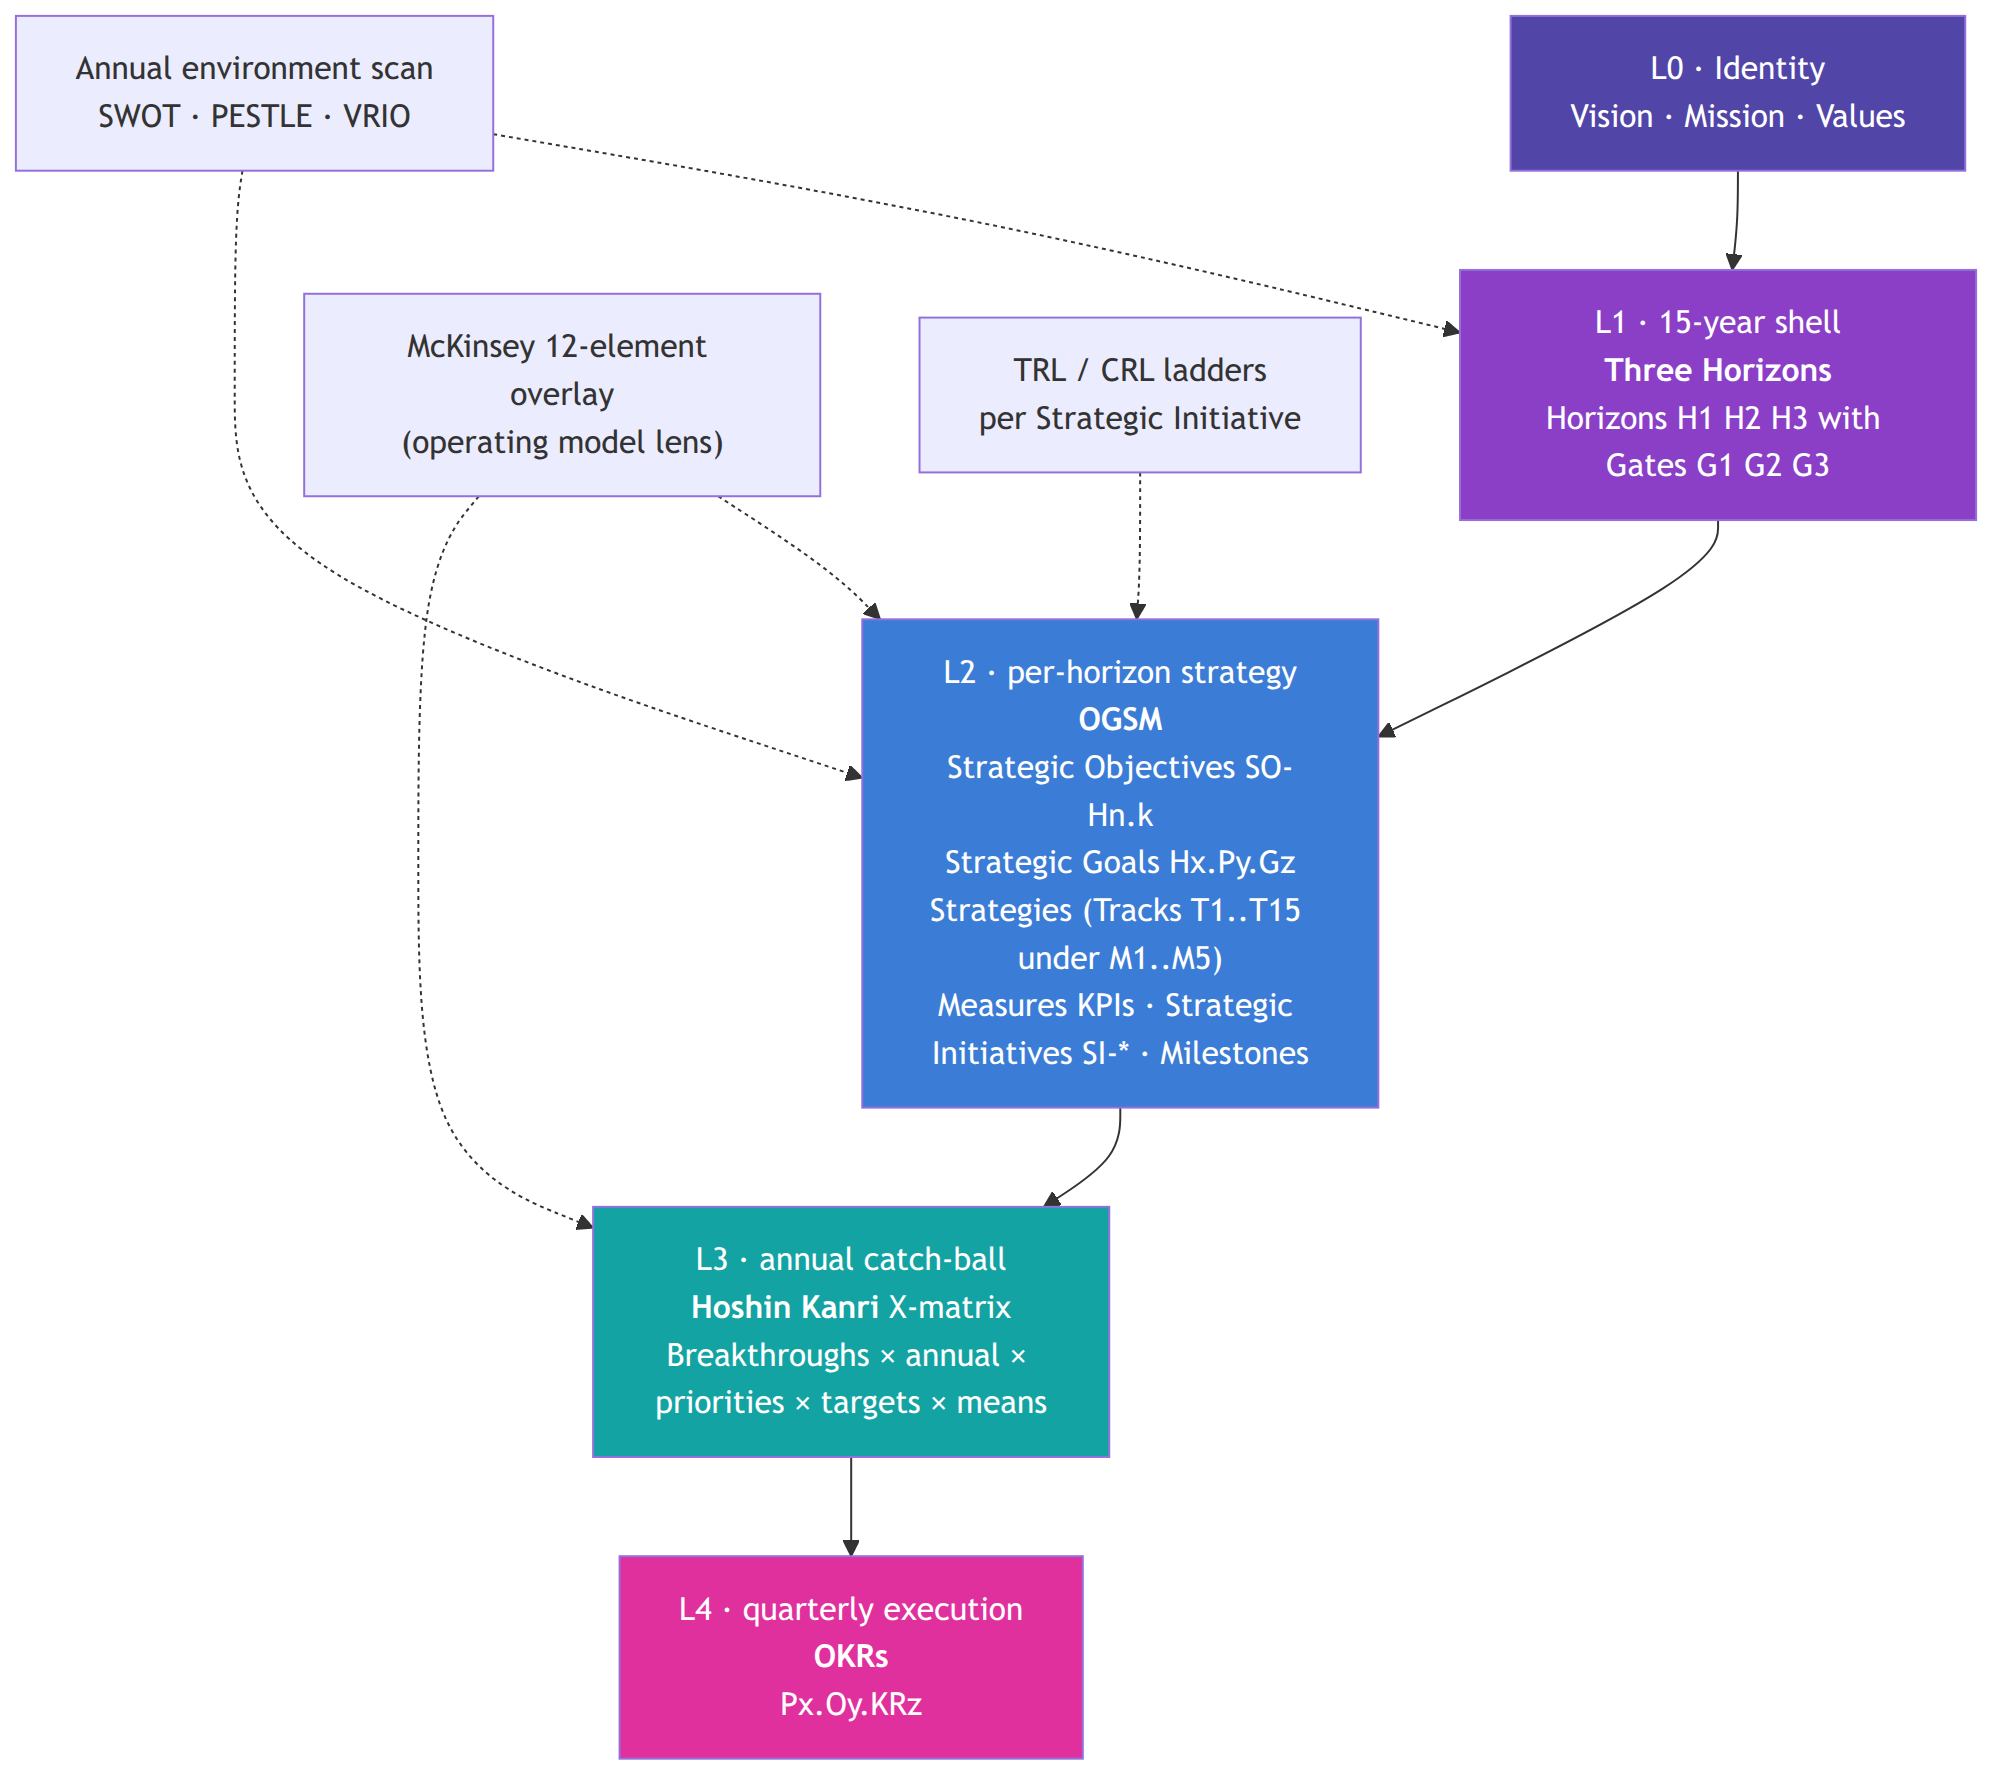 Annual environment scan
SWOT · PESTLE · VRIO
L0 · Identity
Vision · Mission · Values
McKinsey 12-element
overlay
(operating model lens)
TRL / CRL ladders
per Strategic Initiative
L1 · 15-year shell
Three Horizons
Horizons H1 H2 H3 with
Gates G1 G2 G3
L2 · per-horizon strategy
OGSM
Strategic Objectives SO-
Hn.k
Strategic Goals Hx.Py.Gz
Strategies (Tracks T1..T15
under M1..M5)
Measures KPIs · Strategic
Initiatives SI-* · Milestones
L3 · annual catch-ball
Hoshin Kanri X-matrix
Breakthroughs × annual ×
priorities × targets × means
L4 · quarterly execution
OKRs
Px.Oy.KRz